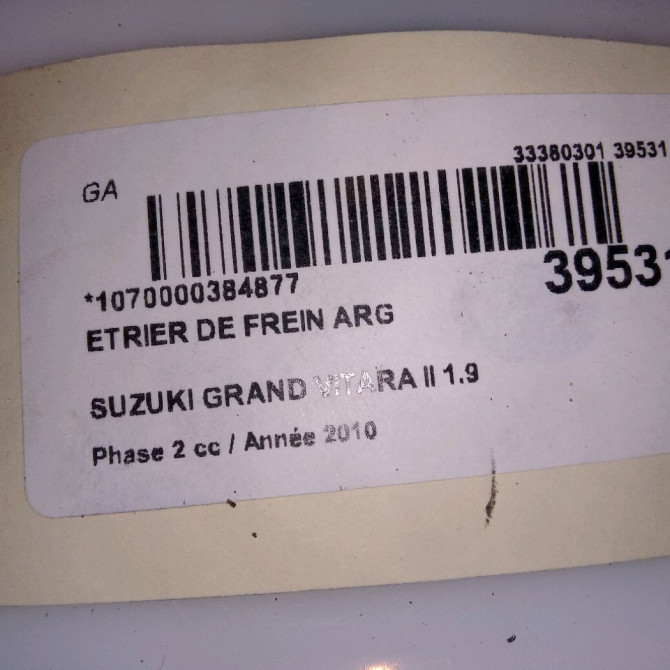 GA
33380301 39531
39531
*1070000384877
ETRIER DE FREIN ARG
SUZUKI GRAND VITARA II 1.9
Phase 2 cc / Année 2010